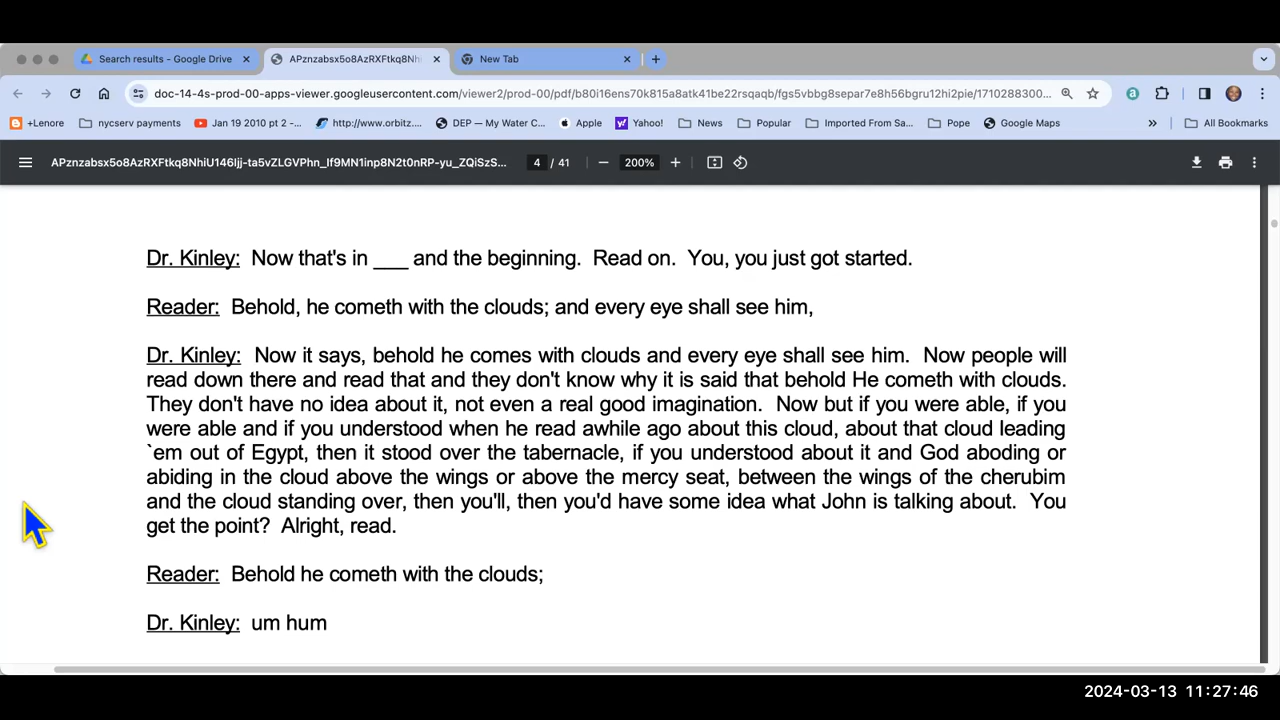 Search results - Google Drive
APznzabsx5o8AzRXFtkq8NhU
New Tab
doc-14-4s-prod-00-apps-viewer.googleusercontent.com/viewer2/prod-00/pdf/b80i16ens70k815a8atk41be22rsqaqb/fgs5vbbg8separ7e8h56bgru12hi2pie/1710288300...
+Lenore
nycserv payments
Jan 19 2010 pt 2 -...
http://www.orbitz....
DEP — My Water C...
Apple
Yahoo!
News
Popular
Imported From Sa...
Pope
Google Maps
»
All Bookmarks
APznzabsx5o8AzRXFtkq8NhiU146Ijj-ta5vZLGVPhn_If9MN1inp8N2t0nRP-yu_ZQiSzS...
4 / 41
200%
Dr. Kinley: Now that's in ___ and the beginning. Read on. You, you just got started.
Reader: Behold, he cometh with the clouds; and every eye shall see him,
Dr. Kinley: Now it says, behold he comes with clouds and every eye shall see him. Now people will
read down there and read that and they don't know why it is said that behold He cometh with clouds.
They don't have no idea about it, not even a real good imagination. Now but if you were able, if you
were able and if you understood when he read awhile ago about this cloud, about that cloud leading
`em out of Egypt, then it stood over the tabernacle, if you understood about it and God aboding or
abiding in the cloud above the wings or above the mercy seat, between the wings of the cherubim
and the cloud standing over, then you'll, then you'd have some idea what John is talking about. You
get the point? Alright, read.
Reader: Behold he cometh with the clouds;
Dr. Kinley: um hum
2024-03-13 11:27:46